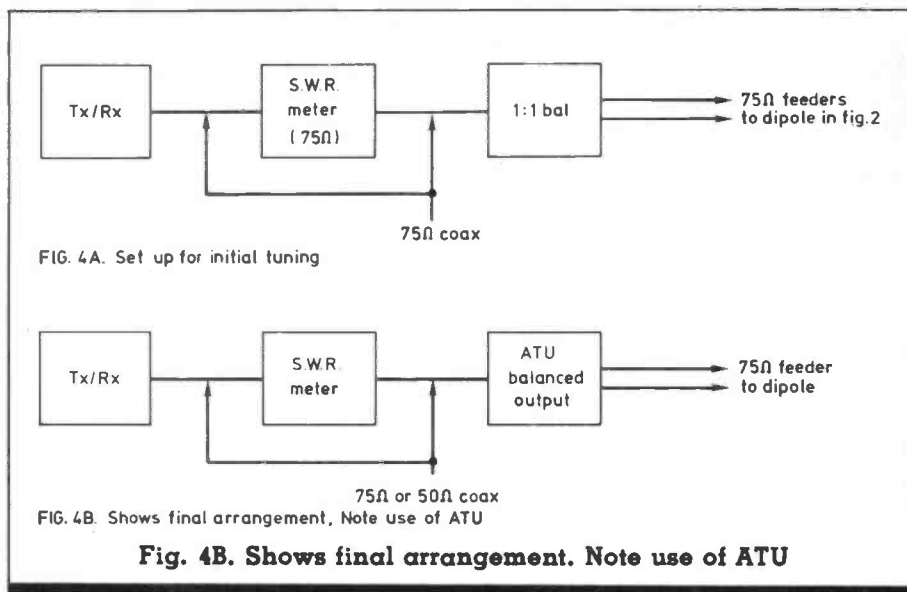 Tx/Rx
S.W.R.
meter
(75Ω)
1:1 bal
75Ω feeders
to dipole in fig.2
75Ω coax
FIG. 4A. Set up for initial tuning
Tx/Rx
S.W.R.
meter
ATU
balanced
output
75Ω feeder
to dipole
75Ω or 50Ω coax
FIG. 4B. Shows final arrangement, Note use of ATU
Fig. 4B. Shows final arrangement. Note use of ATU